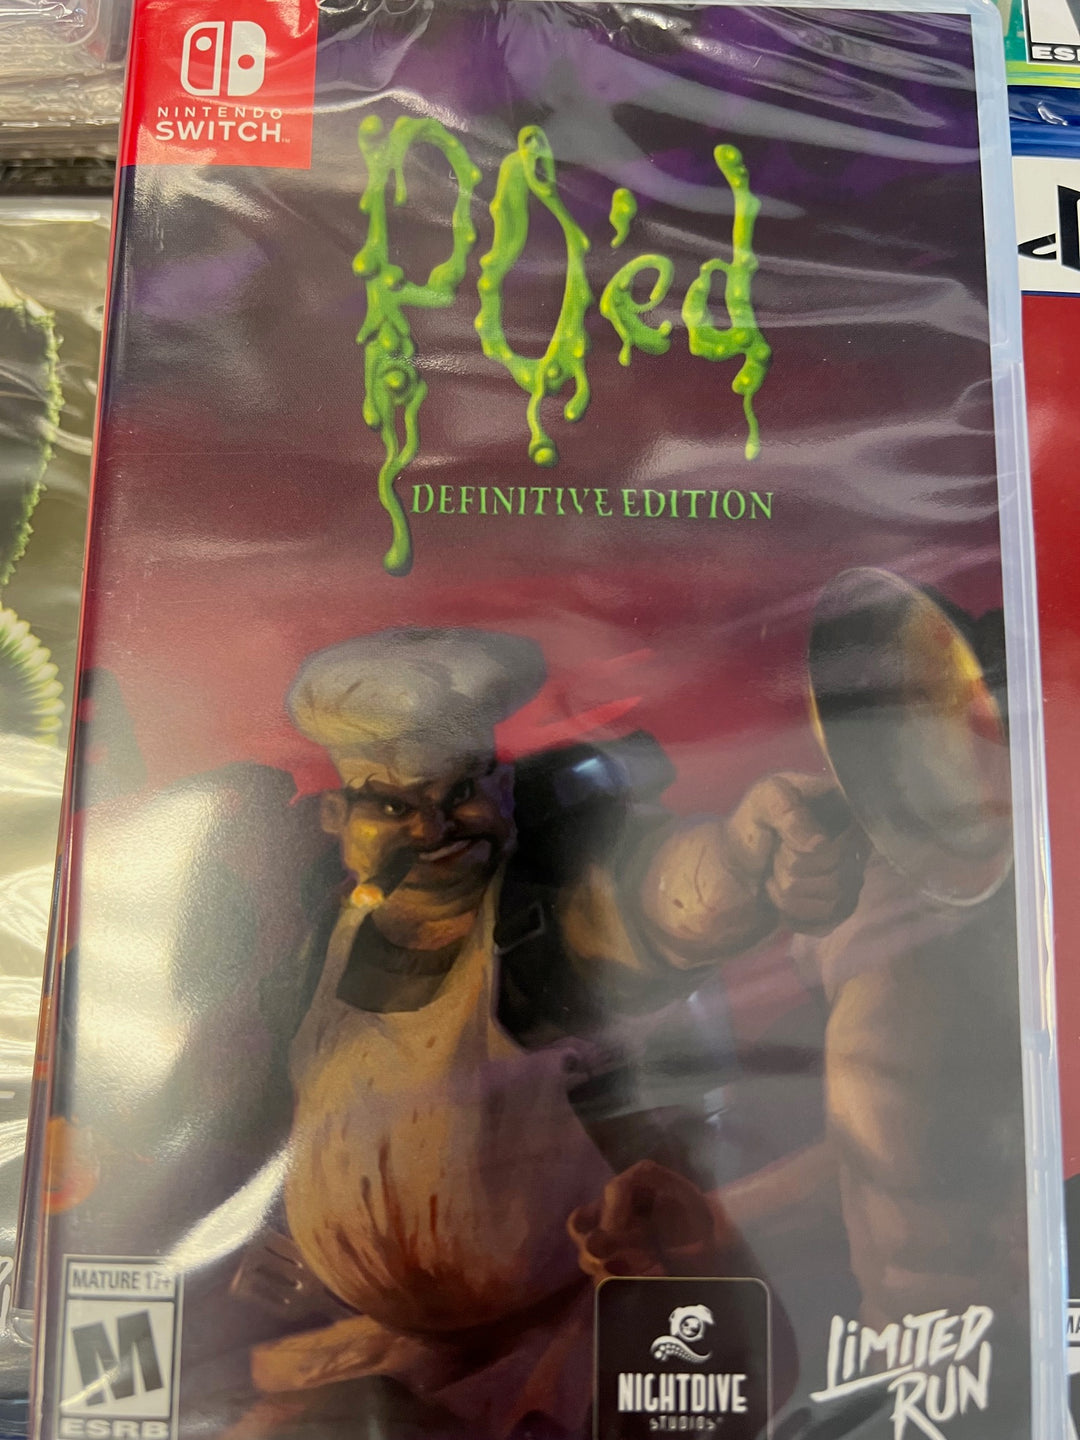 NINTENDO
SWITCH
PO'ed
DEFINITIVE EDITION
MATURE 17+
M
ESRB
NIGHTDIVE
STUDIOS
LIMITED
RUN